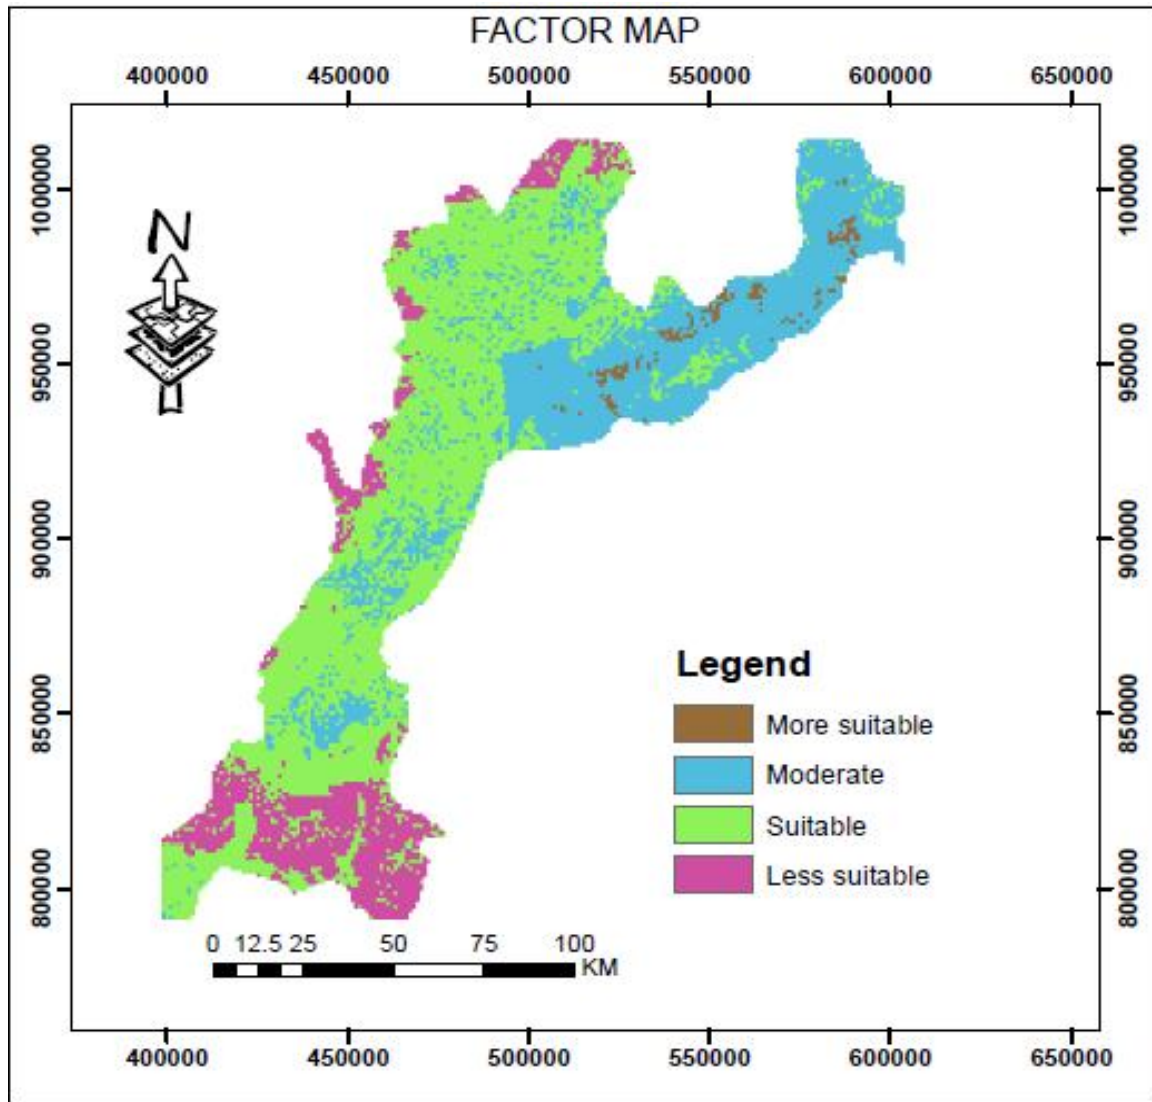 FACTOR MAP
400000 450000 500000 550000 600000 650000
1000000
950000
900000
850000
800000
N
1000000
950000
900000
850000
800000
Legend
More suitable
Moderate
Suitable
Less suitable
0 12.5 25 50 75 100
KM
400000 450000 500000 550000 600000 650000